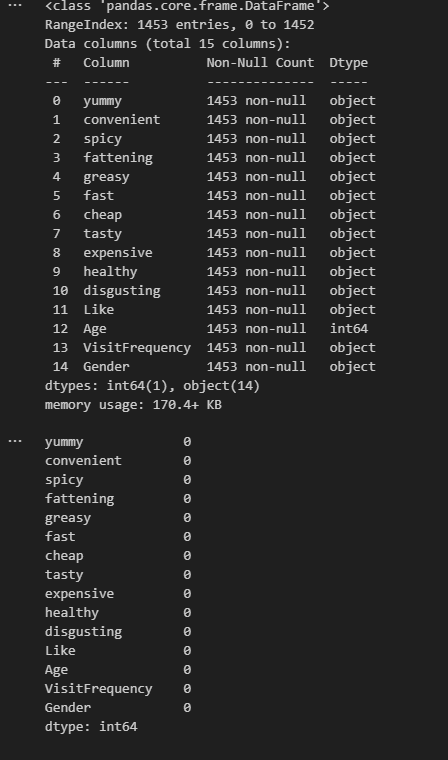 ... <class 'pandas.core.frame.DataFrame'>
RangeIndex: 1453 entries, 0 to 1452
Data columns (total 15 columns):
 #   Column          Non-Null Count  Dtype
---  ------          --------------  -----
 0   yummy           1453 non-null   object
 1   convenient      1453 non-null   object
 2   spicy           1453 non-null   object
 3   fattening       1453 non-null   object
 4   greasy          1453 non-null   object
 5   fast            1453 non-null   object
 6   cheap           1453 non-null   object
 7   tasty           1453 non-null   object
 8   expensive       1453 non-null   object
 9   healthy         1453 non-null   object
 10  disgusting      1453 non-null   object
 11  Like            1453 non-null   object
 12  Age             1453 non-null   int64
 13  VisitFrequency  1453 non-null   object
 14  Gender          1453 non-null   object
dtypes: int64(1), object(14)
memory usage: 170.4+ KB
... yummy             0
convenient        0
spicy             0
fattening         0
greasy            0
fast              0
cheap             0
tasty             0
expensive         0
healthy           0
disgusting        0
Like              0
Age               0
VisitFrequency    0
Gender            0
dtype: int64